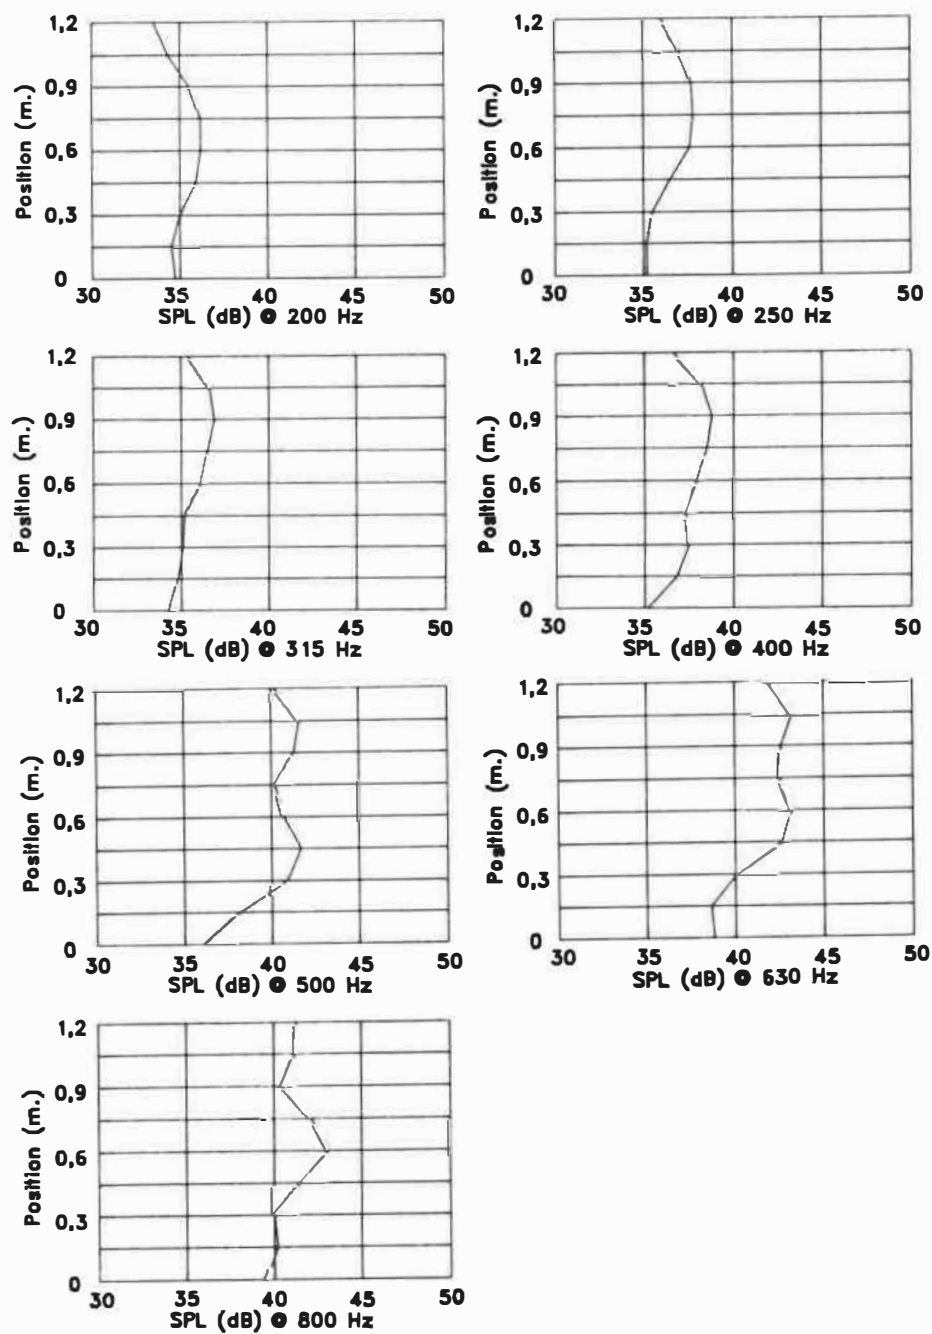 1,2
0,9
0,6
0,3
0
Position (m.)
30 35 40 45 50
SPL (dB) @ 200 Hz
1,2
0,9
0,6
0,3
0
Position (m.)
30 35 40 45 50
SPL (dB) @ 250 Hz
1,2
0,9
0,6
0,3
0
Position (m.)
30 35 40 45 50
SPL (dB) @ 315 Hz
1,2
0,9
0,6
0,3
0
Position (m.)
30 35 40 45 50
SPL (dB) @ 400 Hz
1,2
0,9
0,6
0,3
0
Position (m.)
30 35 40 45 50
SPL (dB) @ 500 Hz
1,2
0,9
0,6
0,3
0
Position (m.)
30 35 40 45 50
SPL (dB) @ 630 Hz
1,2
0,9
0,6
0,3
0
Position (m.)
30 35 40 45 50
SPL (dB) @ 800 Hz